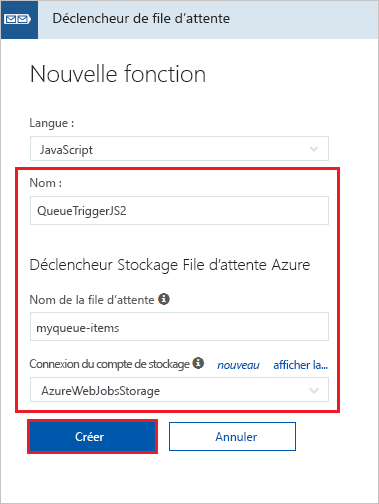 Déclencheur de file d'attente
Nouvelle fonction
Langue :
JavaScript
Nom :
QueueTriggerJS2
Déclencheur Stockage File d'attente Azure
Nom de la file d'attente
myqueue-items
Connexion du compte de stockage nouveau afficher la...
AzureWebJobsStorage
Créer Annuler